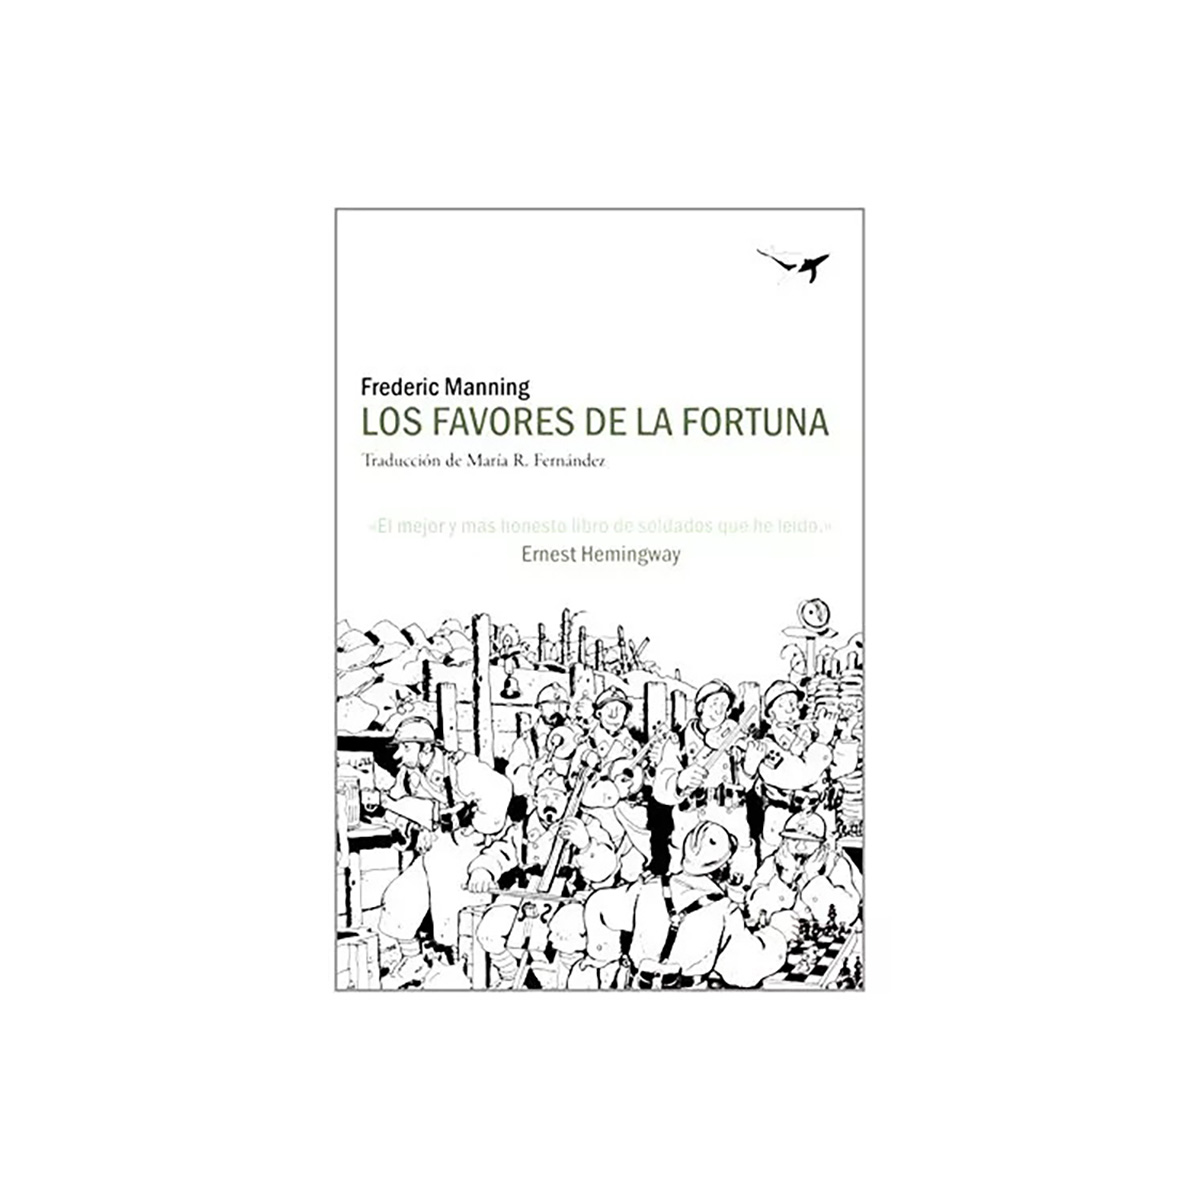 Frederic Manning
LOS FAVORES DE LA FORTUNA
Traducción de María R. Fernández
«El mejor y más honesto libro de soldados que he leído.»
Ernest Hemingway